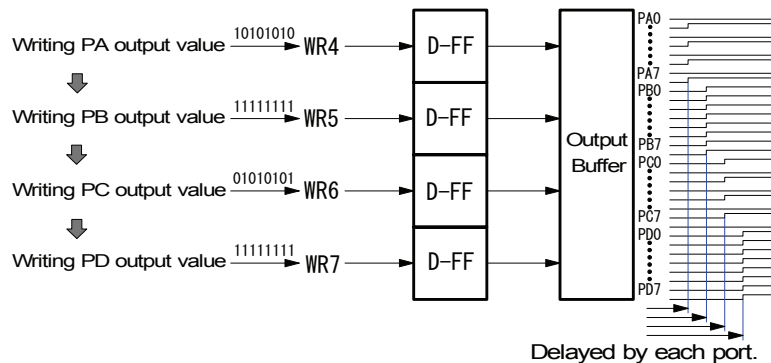 Writing PA output value 10101010 WR4 D-FF
Writing PB output value 11111111 WR5 D-FF
Writing PC output value 01010101 WR6 D-FF
Writing PD output value 11111111 WR7 D-FF
Output
Buffer
PA0
PA7
PB0
PB7
PC0
PC7
PD0
PD7
Delayed by each port.